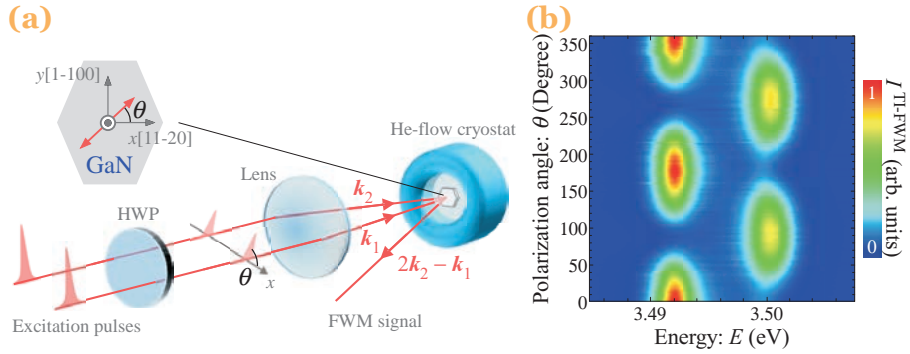 (a)
y[1-100]
θ
x[11-20]
GaN
HWP
Lens
He-flow cryostat
k₂
k₁
2k₂ − k₁
θ
x
Excitation pulses
FWM signal
(b)
Polarization angle: θ (Degree)
350
300
250
200
150
100
50
0
3.49
3.50
Energy: E (eV)
1
0
I^TI-FWM (arb. units)